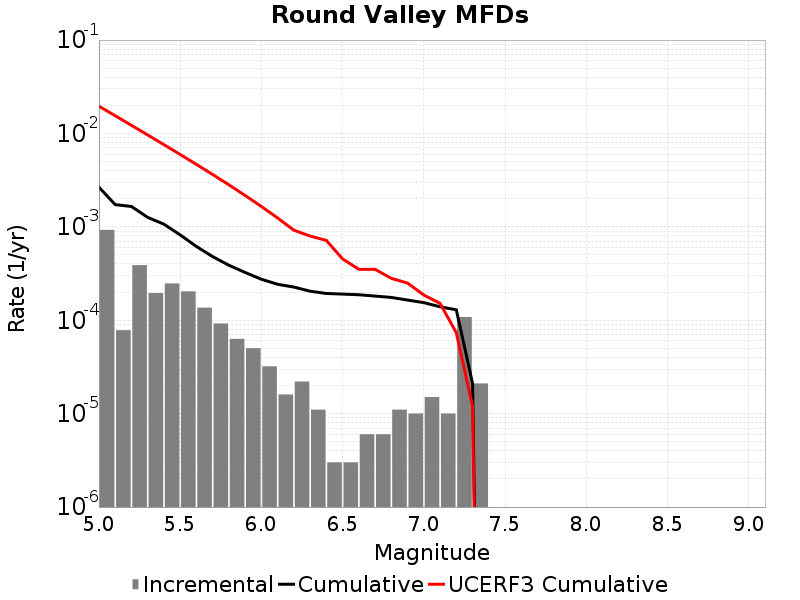 Round Valley MFDs
10-1
10-2
10-3
10-4
10-5
10-6
Rate (1/yr)
5.0 5.5 6.0 6.5 7.0 7.5 8.0 8.5 9.0
Magnitude
Incremental Cumulative UCERF3 Cumulative